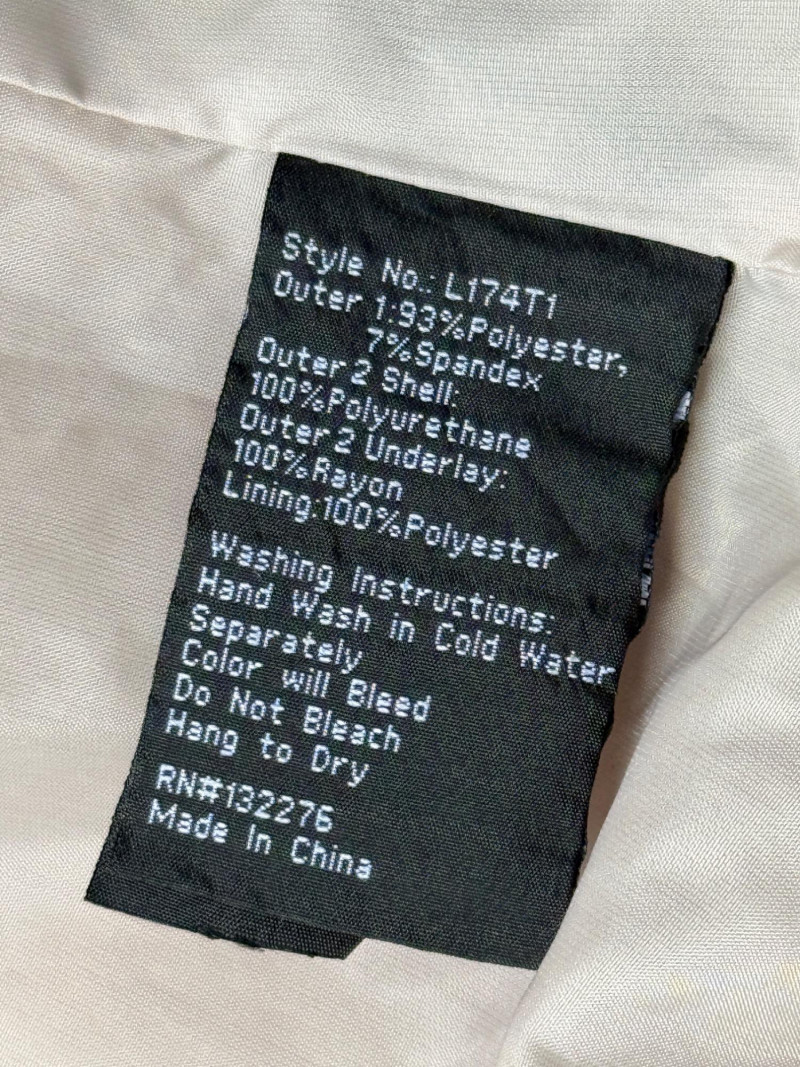 Style No.: L174T1
Outer 1:93%Polyester,
7%Spandex
Outer 2 Shell:
100%Polyurethane
Outer 2 Underlay:
100%Rayon
Lining:100%Polyester
Washing Instructions:
Hand Wash in Cold Water
Separately
Color will Bleed
Do Not Bleach
Hang to Dry
RN#132276
Made In China